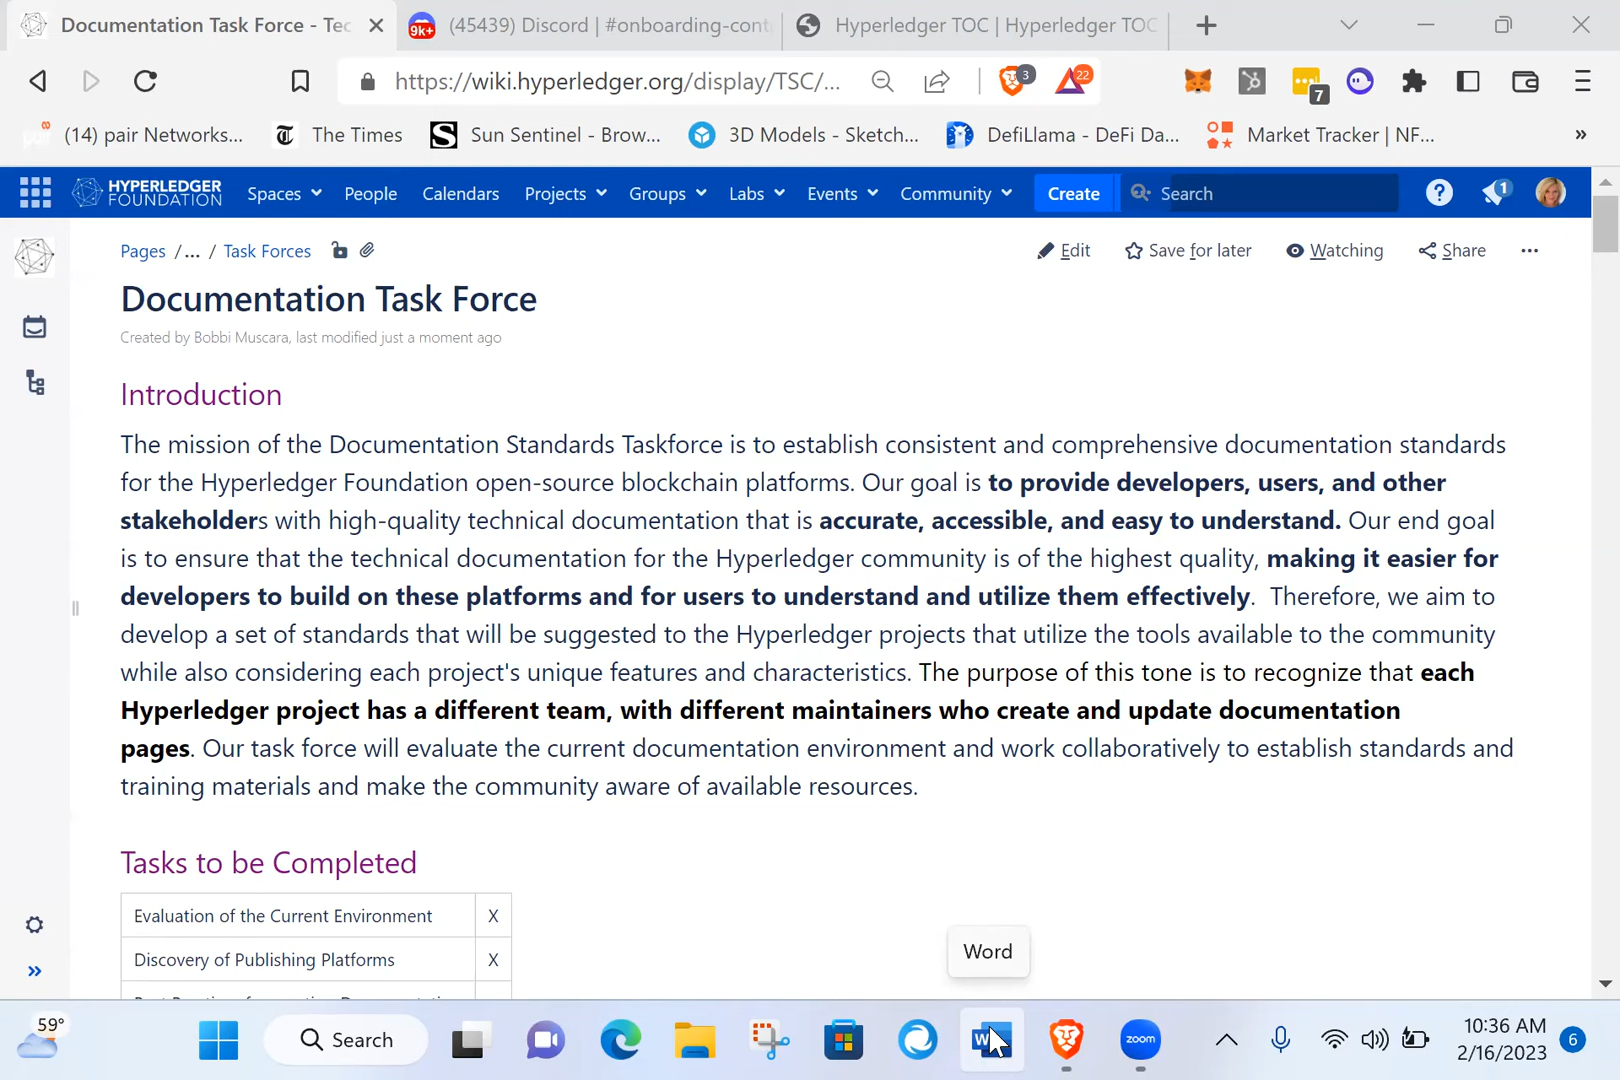 Documentation Task Force - Tec
(45439) Discord | #onboarding-cont
Hyperledger TOC | Hyperledger TOC
9k+
https://wiki.hyperledger.org/display/TSC/...
3
22
7
(14) pair Networks...
The Times
Sun Sentinel - Brow...
3D Models - Sketch...
DefiLlama - DeFi Da...
Market Tracker | NF...
»
HYPERLEDGER
FOUNDATION
Spaces
People
Calendars
Projects
Groups
Labs
Events
Community
Create
Search
1
Pages /... / Task Forces
Edit
Save for later
Watching
Share
Documentation Task Force
Created by Bobbi Muscara, last modified just a moment ago
Introduction
The mission of the Documentation Standards Taskforce is to establish consistent and comprehensive documentation standards
for the Hyperledger Foundation open-source blockchain platforms. Our goal is to provide developers, users, and other
stakeholders with high-quality technical documentation that is accurate, accessible, and easy to understand. Our end goal
is to ensure that the technical documentation for the Hyperledger community is of the highest quality, making it easier for
developers to build on these platforms and for users to understand and utilize them effectively. Therefore, we aim to
develop a set of standards that will be suggested to the Hyperledger projects that utilize the tools available to the community
while also considering each project's unique features and characteristics. The purpose of this tone is to recognize that each
Hyperledger project has a different team, with different maintainers who create and update documentation
pages. Our task force will evaluate the current documentation environment and work collaboratively to establish standards and
training materials and make the community aware of available resources.
Tasks to be Completed
Evaluation of the Current Environment X
Discovery of Publishing Platforms X
Word
59°
Search
zoom
10:36 AM
2/16/2023
6